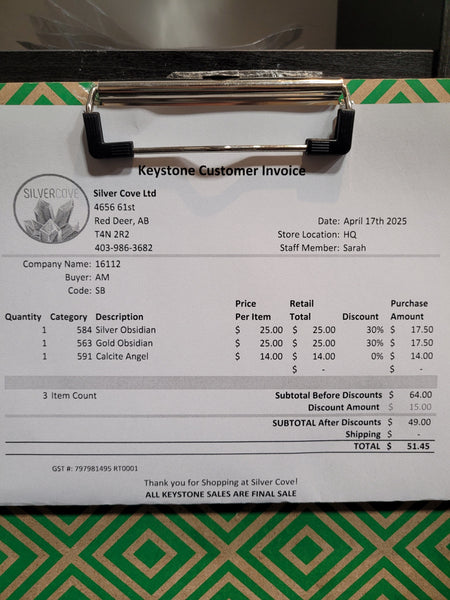 Keystone Customer Invoice
SILVERCOVE
Silver Cove Ltd
4656 61st
Red Deer, AB
T4N 2R2
403-986-3682
Date: April 17th 2025
Store Location: HQ
Staff Member: Sarah
Company Name: 16112
Buyer: AM
Code: SB
Quantity Category Description Price Per Item Retail Total Discount Purchase Amount
1 584 Silver Obsidian $ 25.00 $ 25.00 30% $ 17.50
1 563 Gold Obsidian $ 25.00 $ 25.00 30% $ 17.50
1 591 Calcite Angel $ 14.00 $ 14.00 0% $ 14.00
$ - $ -
3 Item Count Subtotal Before Discounts $ 64.00
Discount Amount $ 15.00
SUBTOTAL After Discounts $ 49.00
Shipping $ -
TOTAL $ 51.45
GST #: 797981495 RT0001
Thank you for Shopping at Silver Cove!
ALL KEYSTONE SALES ARE FINAL SALE